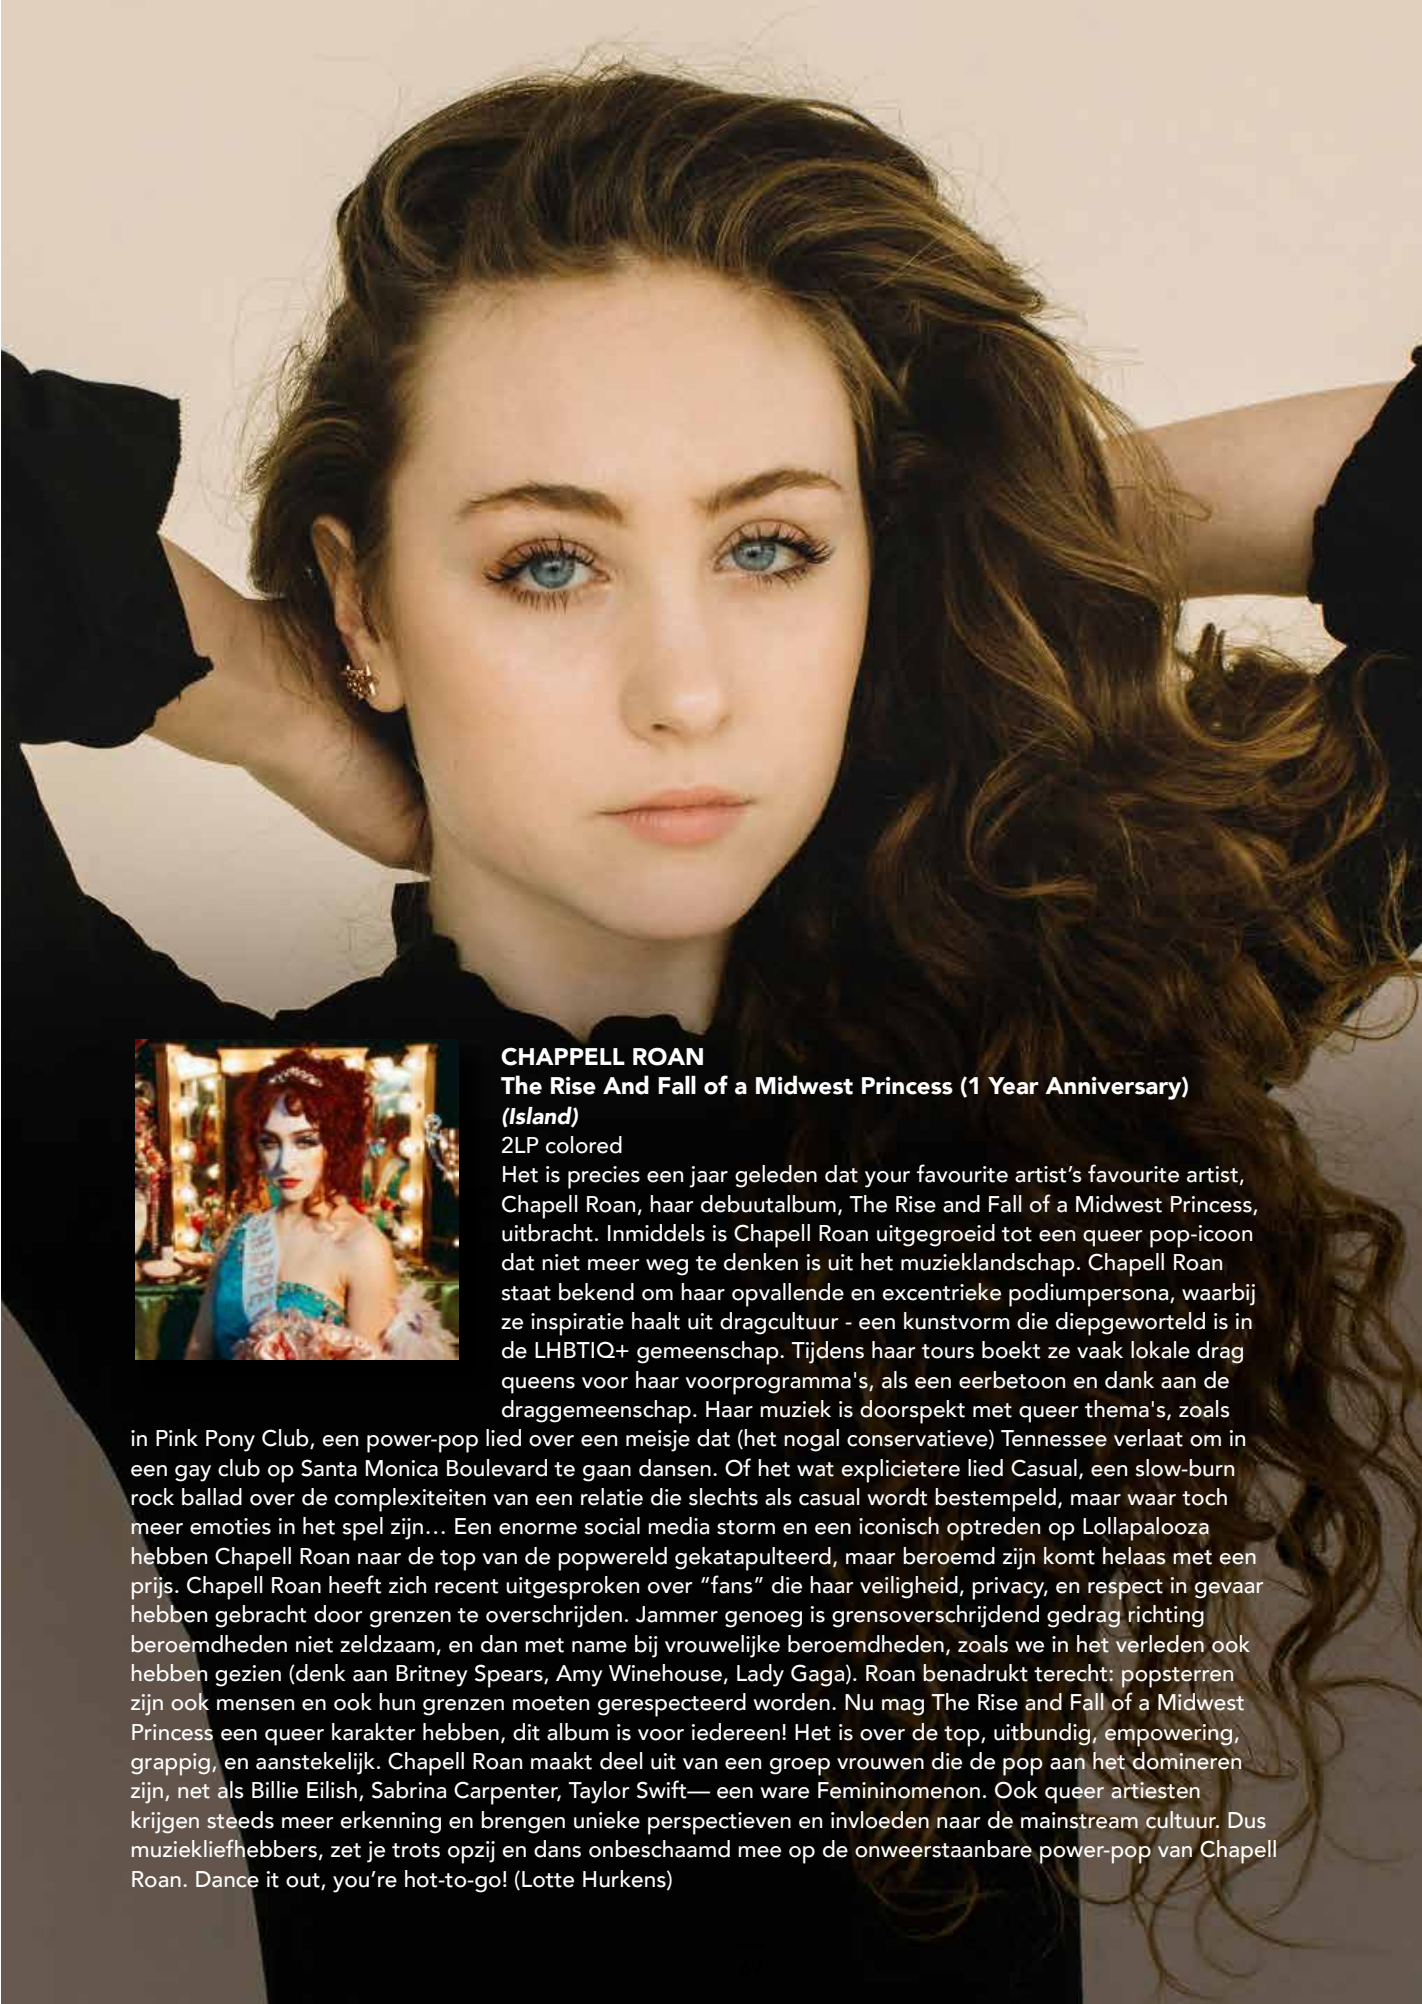 CHAPPELL ROAN
The Rise And Fall of a Midwest Princess (1 Year Anniversary)
(Island)
2LP colored
Het is precies een jaar geleden dat your favourite artist’s favourite artist,
Chapell Roan, haar debuutalbum, The Rise and Fall of a Midwest Princess,
uitbracht. Inmiddels is Chapell Roan uitgegroeid tot een queer pop-icoon
dat niet meer weg te denken is uit het muzieklandschap. Chapell Roan
staat bekend om haar opvallende en excentrieke podiumpersona, waarbij
ze inspiratie haalt uit dragcultuur - een kunstvorm die diepgeworteld is in
de LHBTIQ+ gemeenschap. Tijdens haar tours boekt ze vaak lokale drag
queens voor haar voorprogramma's, als een eerbetoon en dank aan de
draggemeenschap. Haar muziek is doorspekt met queer thema's, zoals
in Pink Pony Club, een power-pop lied over een meisje dat (het nogal conservatieve) Tennessee verlaat om in
een gay club op Santa Monica Boulevard te gaan dansen. Of het wat explicietere lied Casual, een slow-burn
rock ballad over de complexiteiten van een relatie die slechts als casual wordt bestempeld, maar waar toch
meer emoties in het spel zijn… Een enorme social media storm en een iconisch optreden op Lollapalooza
hebben Chapell Roan naar de top van de popwereld gekatapulteerd, maar beroemd zijn komt helaas met een
prijs. Chapell Roan heeft zich recent uitgesproken over “fans” die haar veiligheid, privacy, en respect in gevaar
hebben gebracht door grenzen te overschrijden. Jammer genoeg is grensoverschrijdend gedrag richting
beroemdheden niet zeldzaam, en dan met name bij vrouwelijke beroemdheden, zoals we in het verleden ook
hebben gezien (denk aan Britney Spears, Amy Winehouse, Lady Gaga). Roan benadrukt terecht: popsterren
zijn ook mensen en ook hun grenzen moeten gerespecteerd worden. Nu mag The Rise and Fall of a Midwest
Princess een queer karakter hebben, dit album is voor iedereen! Het is over de top, uitbundig, empowering,
grappig, en aanstekelijk. Chapell Roan maakt deel uit van een groep vrouwen die de pop aan het domineren
zijn, net als Billie Eilish, Sabrina Carpenter, Taylor Swift— een ware Femininomenon. Ook queer artiesten
krijgen steeds meer erkenning en brengen unieke perspectieven en invloeden naar de mainstream cultuur. Dus
muziekliefhebbers, zet je trots opzij en dans onbeschaamd mee op de onweerstaanbare power-pop van Chapell
Roan. Dance it out, you’re hot-to-go! (Lotte Hurkens)